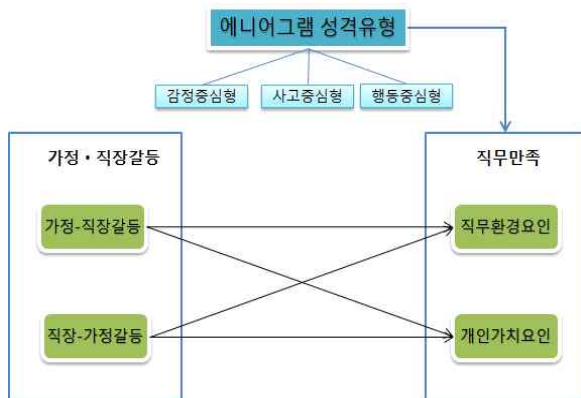 에니어그램 성격유형
감정중심형 사고중심형 행동중심형
가정・직장갈등 직무만족
가정-직장갈등 직무환경요인
직장-가정갈등 개인가치요인